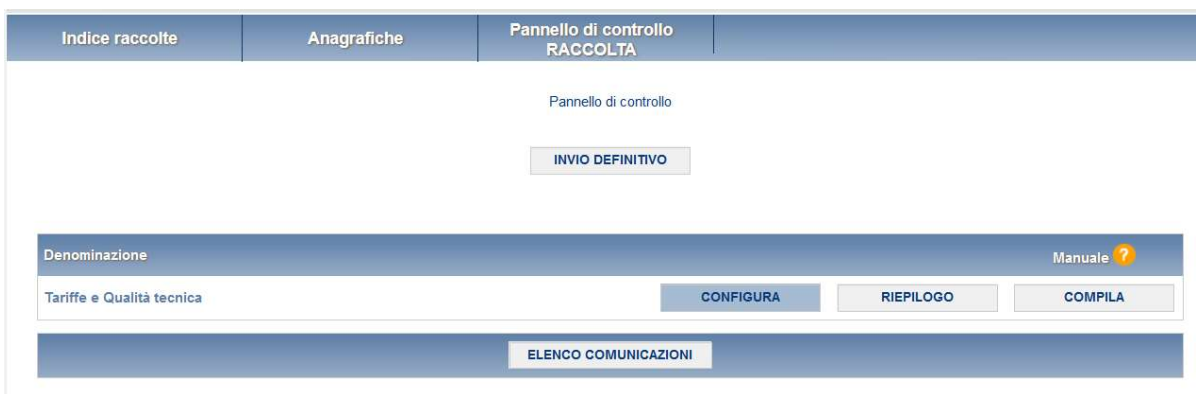 Indice raccolte
Anagrafiche
Pannello di controllo
RACCOLTA
Pannello di controllo
INVIO DEFINITIVO
Denominazione
Manuale ?
Tariffe e Qualità tecnica
CONFIGURA
RIEPILOGO
COMPILA
ELENCO COMUNICAZIONI